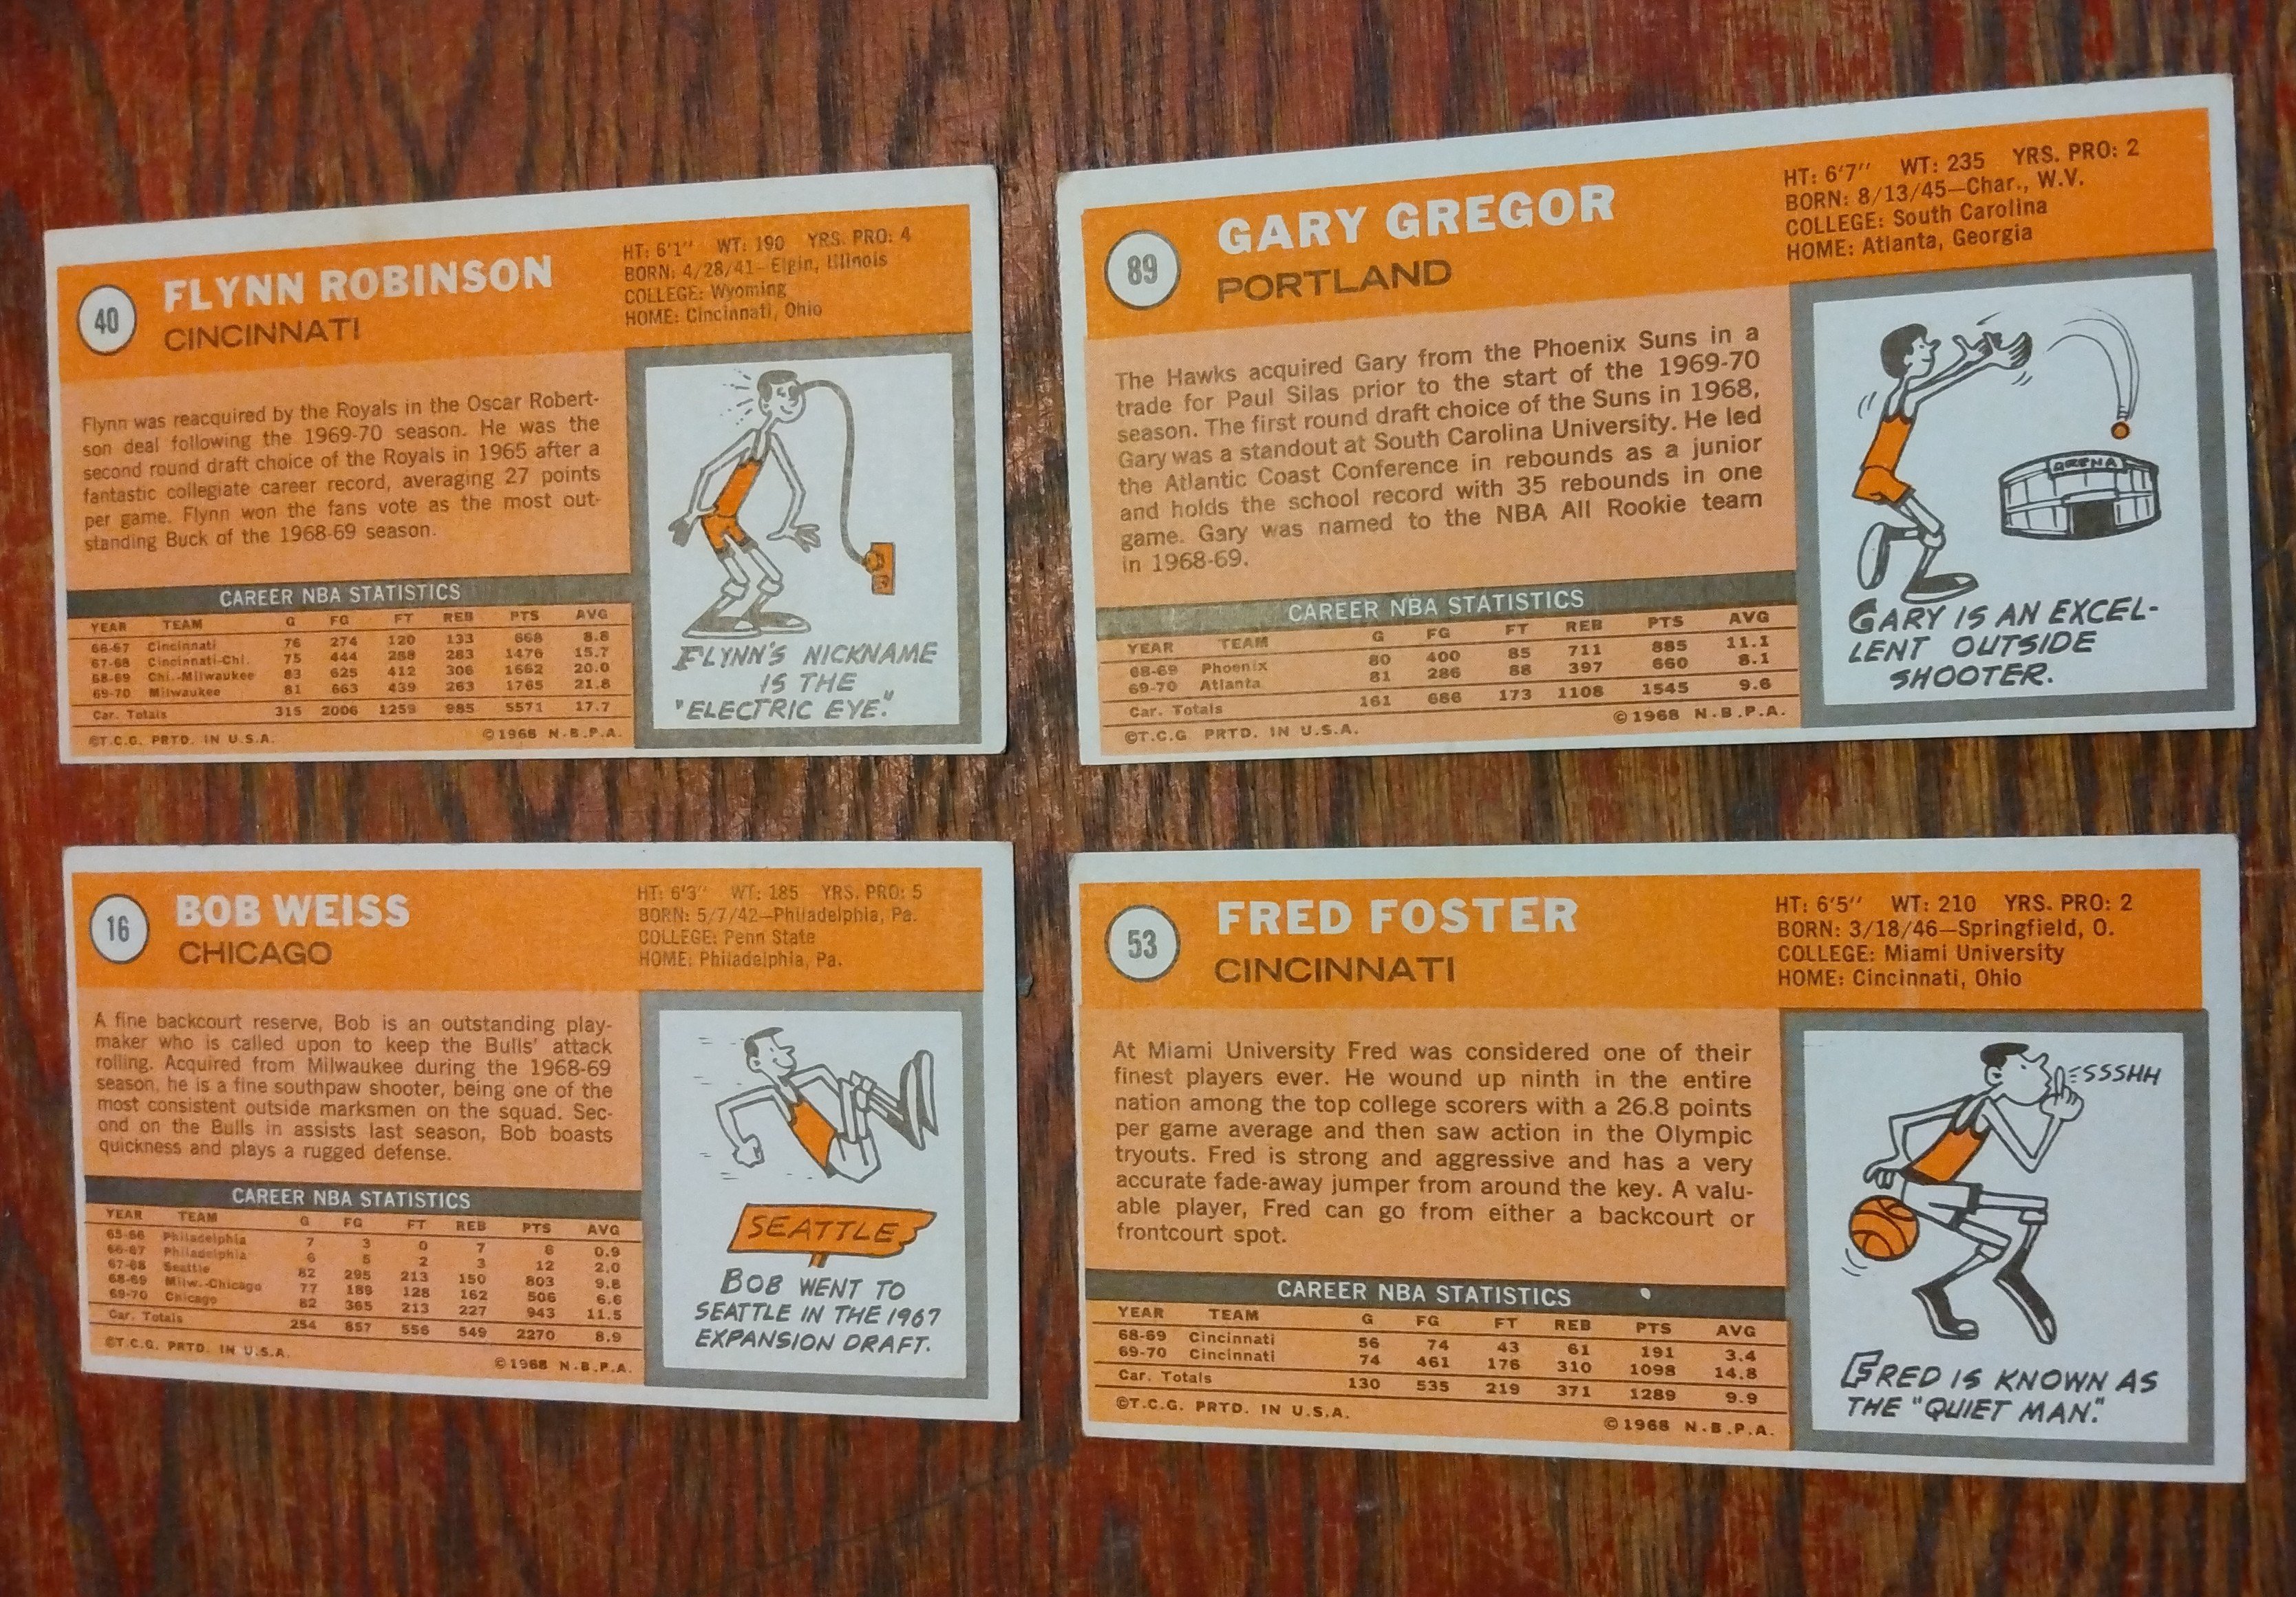 40
FLYNN ROBINSON
CINCINNATI
HT: 6'1" WT: 190 YRS. PRO: 4
BORN: 4/28/41—Elgin, Illinois
COLLEGE: Wyoming
HOME: Cincinnati, Ohio
Flynn was reacquired by the Royals in the Oscar Robert-
son deal following the 1969-70 season. He was the
second round draft choice of the Royals in 1965 after a
fantastic collegiate career record, averaging 27 points
per game. Flynn won the fans vote as the most out-
standing Buck of the 1968-69 season.
CAREER NBA STATISTICS
YEAR TEAM G FG FT REB PTS AVG
66-67 Cincinnati 76 274 120 133 668 8.8
67-68 Cincinnati-Chi. 75 444 288 283 1476 15.7
68-69 Chi.-Milwaukee 83 625 412 306 1662 20.0
69-70 Milwaukee 81 663 439 263 1765 21.8
Car. Totals 315 2006 1259 985 5571 17.7
©T.C.G. PRTD. IN U.S.A. ©1968 N.B.P.A.
FLYNN'S NICKNAME
IS THE
"ELECTRIC EYE."
89
GARY GREGOR
PORTLAND
HT: 6'7" WT: 235 YRS. PRO: 2
BORN: 8/13/45—Char., W.V.
COLLEGE: South Carolina
HOME: Atlanta, Georgia
The Hawks acquired Gary from the Phoenix Suns in a
trade for Paul Silas prior to the start of the 1969-70
season. The first round draft choice of the Suns in 1968,
Gary was a standout at South Carolina University. He led
the Atlantic Coast Conference in rebounds as a junior
and holds the school record with 35 rebounds in one
game. Gary was named to the NBA All Rookie team
in 1968-69.
CAREER NBA STATISTICS
YEAR TEAM G FG FT REB PTS AVG
68-69 Phoenix 80 400 85 711 885 11.1
69-70 Atlanta 81 286 88 397 660 8.1
Car. Totals 161 686 173 1108 1545 9.6
©T.C.G PRTD. IN U.S.A. ©1968 N.B.P.A.
ARENA
GARY IS AN EXCEL-
LENT OUTSIDE
SHOOTER.
16
BOB WEISS
CHICAGO
HT: 6'3" WT: 185 YRS. PRO: 5
BORN: 5/7/42—Philadelphia, Pa.
COLLEGE: Penn State
HOME: Philadelphia, Pa.
A fine backcourt reserve, Bob is an outstanding play-
maker who is called upon to keep the Bulls' attack
rolling. Acquired from Milwaukee during the 1968-69
season, he is a fine southpaw shooter, being one of the
most consistent outside marksmen on the squad. Sec-
ond on the Bulls in assists last season, Bob boasts
quickness and plays a rugged defense.
CAREER NBA STATISTICS
YEAR TEAM G FG FT REB PTS AVG
65-66 Philadelphia 7 3 0 7 6 0.9
66-67 Philadelphia 6 5 2 3 12 2.0
67-68 Seattle 82 295 213 150 803 9.8
68-69 Milw.-Chicago 77 189 128 162 506 6.6
69-70 Chicago 82 365 213 227 943 11.5
Car. Totals 254 857 556 549 2270 8.9
©T.C.G. PRTD. IN U.S.A. ©1968 N.B.P.A.
SEATTLE
BOB WENT TO
SEATTLE IN THE 1967
EXPANSION DRAFT.
53
FRED FOSTER
CINCINNATI
HT: 6'5" WT: 210 YRS. PRO: 2
BORN: 3/18/46—Springfield, O.
COLLEGE: Miami University
HOME: Cincinnati, Ohio
At Miami University Fred was considered one of their
finest players ever. He wound up ninth in the entire
nation among the top college scorers with a 26.8 points
per game average and then saw action in the Olympic
tryouts. Fred is strong and aggressive and has a very
accurate fade-away jumper from around the key. A valu-
able player, Fred can go from either a backcourt or
frontcourt spot.
CAREER NBA STATISTICS
YEAR TEAM G FG FT REB PTS AVG
68-69 Cincinnati 56 74 43 61 191 3.4
69-70 Cincinnati 74 461 176 310 1098 14.8
Car. Totals 130 535 219 371 1289 9.9
©T.C.G. PRTD. IN U.S.A. ©1968 N.B.P.A.
SSSHH
FRED IS KNOWN AS
THE "QUIET MAN."